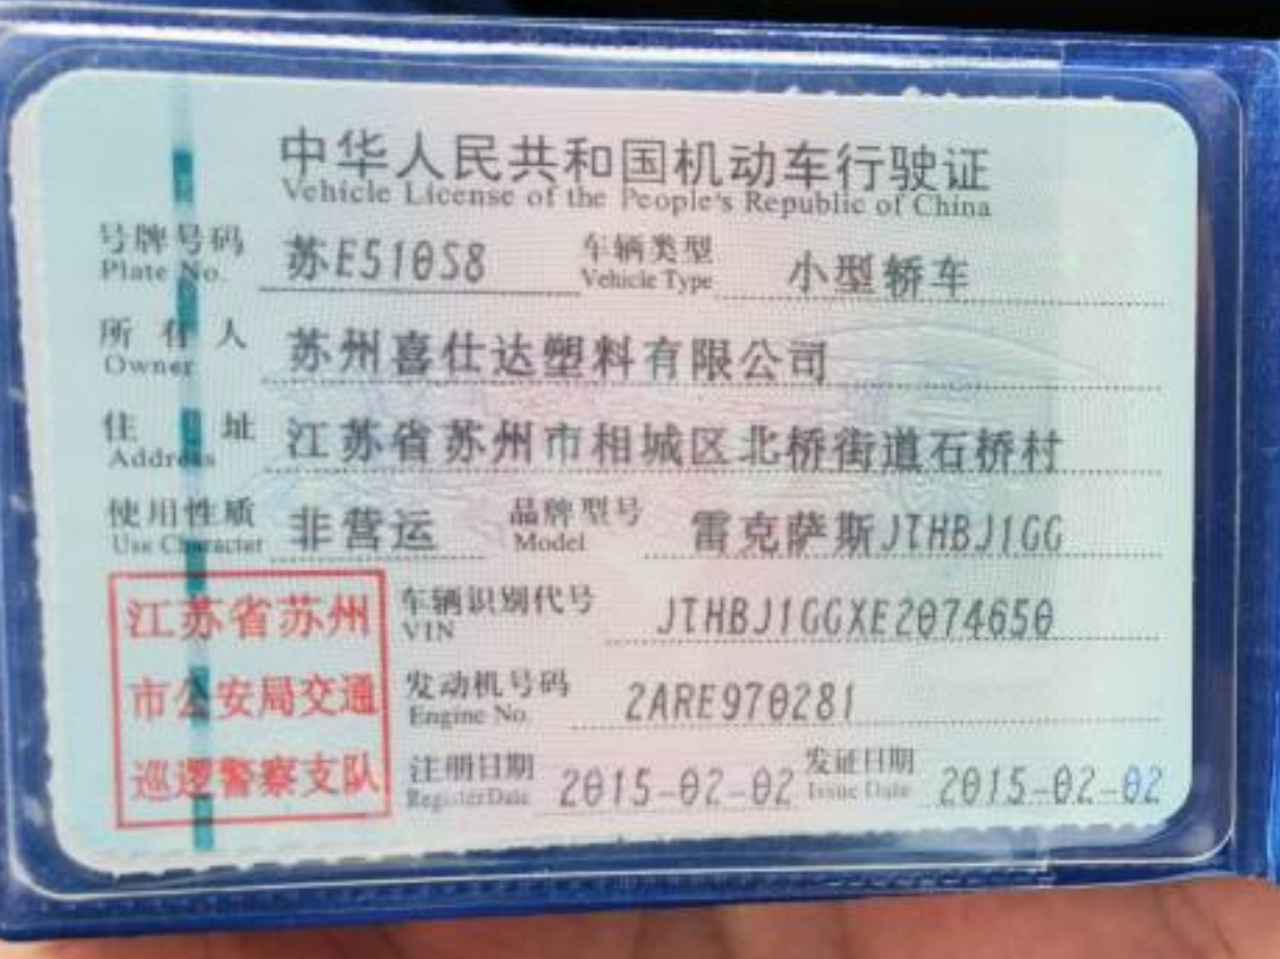 中华人民共和国机动车行驶证
Vehicle License of the People's Republic of China
号牌号码 苏E510S8 车辆类型 小型轿车
Plate No. Vehicle Type
所有人 苏州喜仕达塑料有限公司
Owner
住址 江苏省苏州市相城区北桥街道石桥村
Address
使用性质 非营运 品牌型号 雷克萨斯JTHBJ1GG
Use Character Model
江苏省苏州
市公安局交通
巡逻警察支队
车辆识别代号 JTHBJ1GGXE2074650
VIN
发动机号码 2ARE970281
Engine No.
注册日期 2015-02-02 发证日期 2015-02-02
Register Date Issue Date